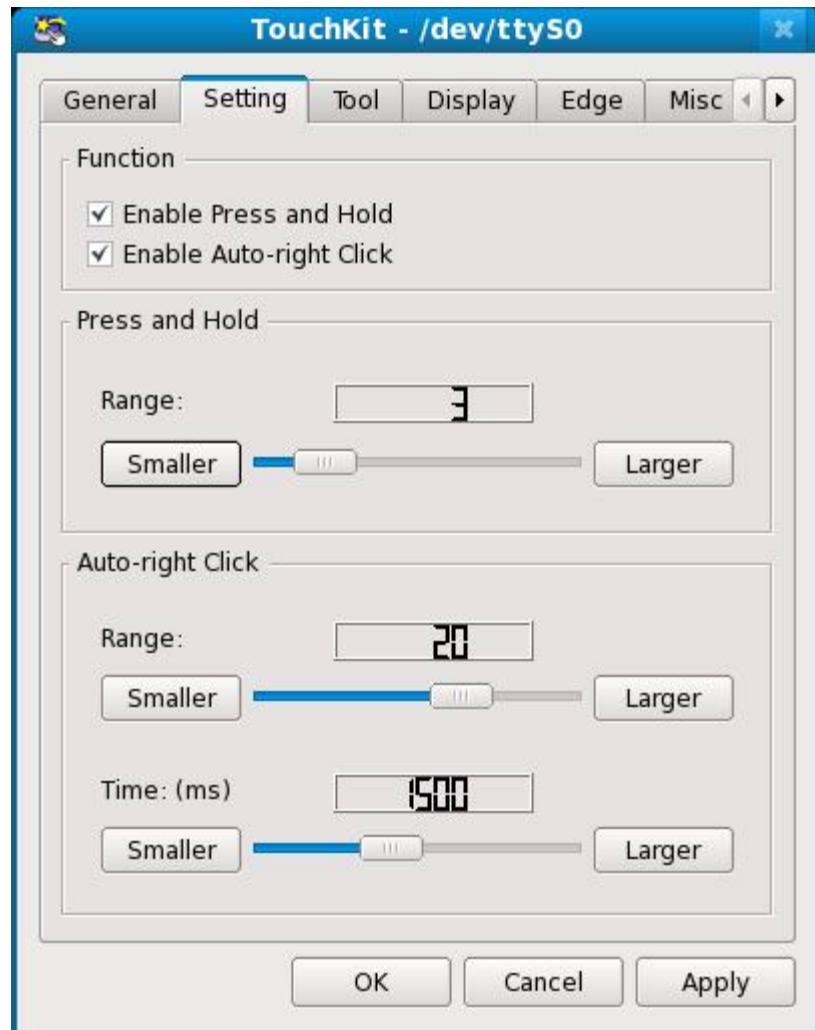 TouchKit - /dev/ttyS0
General Setting Tool Display Edge Misc
Function
Enable Press and Hold
Enable Auto-right Click
Press and Hold
Range: 3
Smaller Larger
Auto-right Click
Range: 20
Smaller Larger
Time: (ms) 1500
Smaller Larger
OK Cancel Apply